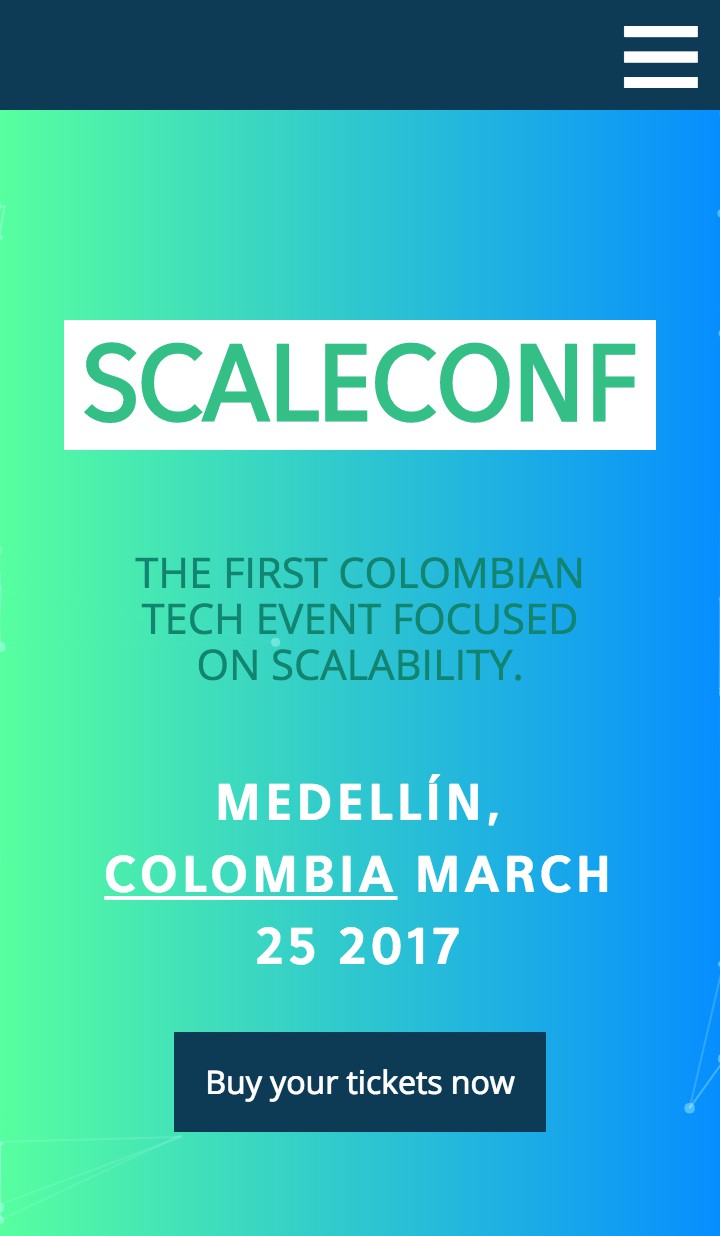 SCALECONF
THE FIRST COLOMBIAN
TECH EVENT FOCUSED
ON SCALABILITY.
MEDELLÍN,
COLOMBIA MARCH
25 2017
Buy your tickets now